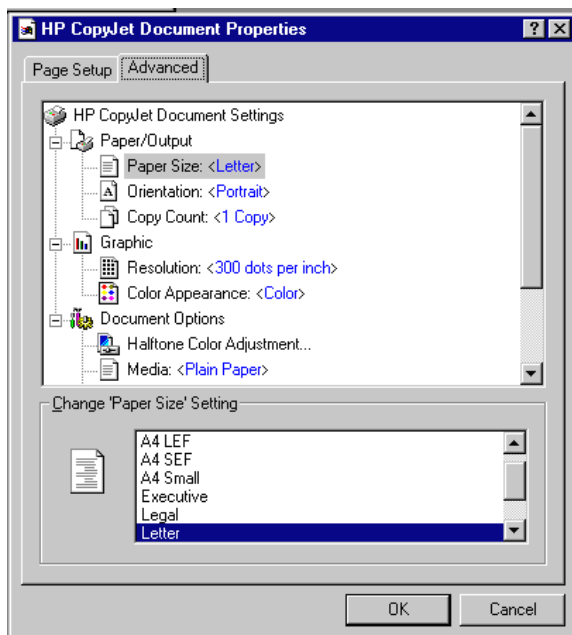 HP CopyJet Document Properties
Page Setup Advanced
HP CopyJet Document Settings
Paper/Output
Paper Size: <Letter>
Orientation: <Portrait>
Copy Count: <1 Copy>
Graphic
Resolution: <300 dots per inch>
Color Appearance: <Color>
Document Options
Halftone Color Adjustment...
Media: <Plain Paper>
Change 'Paper Size' Setting
A4 LEF
A4 SEF
A4 Small
Executive
Legal
Letter
OK Cancel